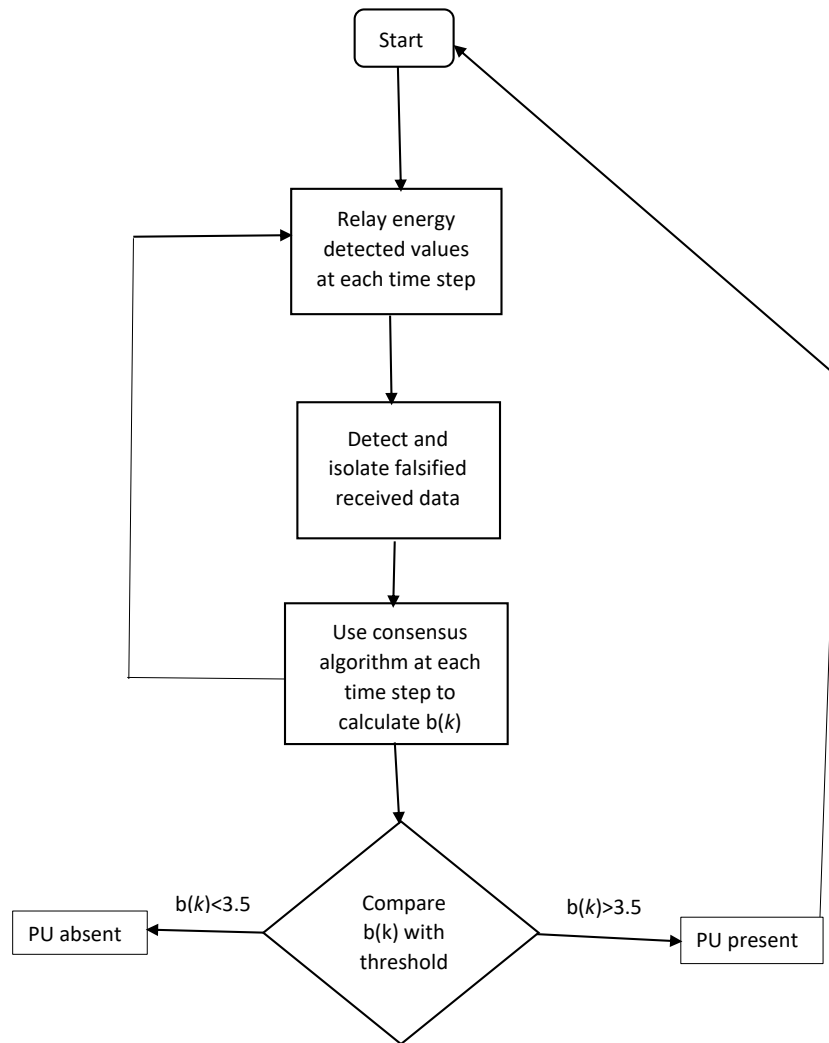 Start
Relay energy
detected values
at each time step
Detect and
isolate falsified
received data
Use consensus
algorithm at each
time step to
calculate b(k)
b(k)<3.5
b(k)>3.5
Compare
b(k) with
threshold
PU absent
PU present